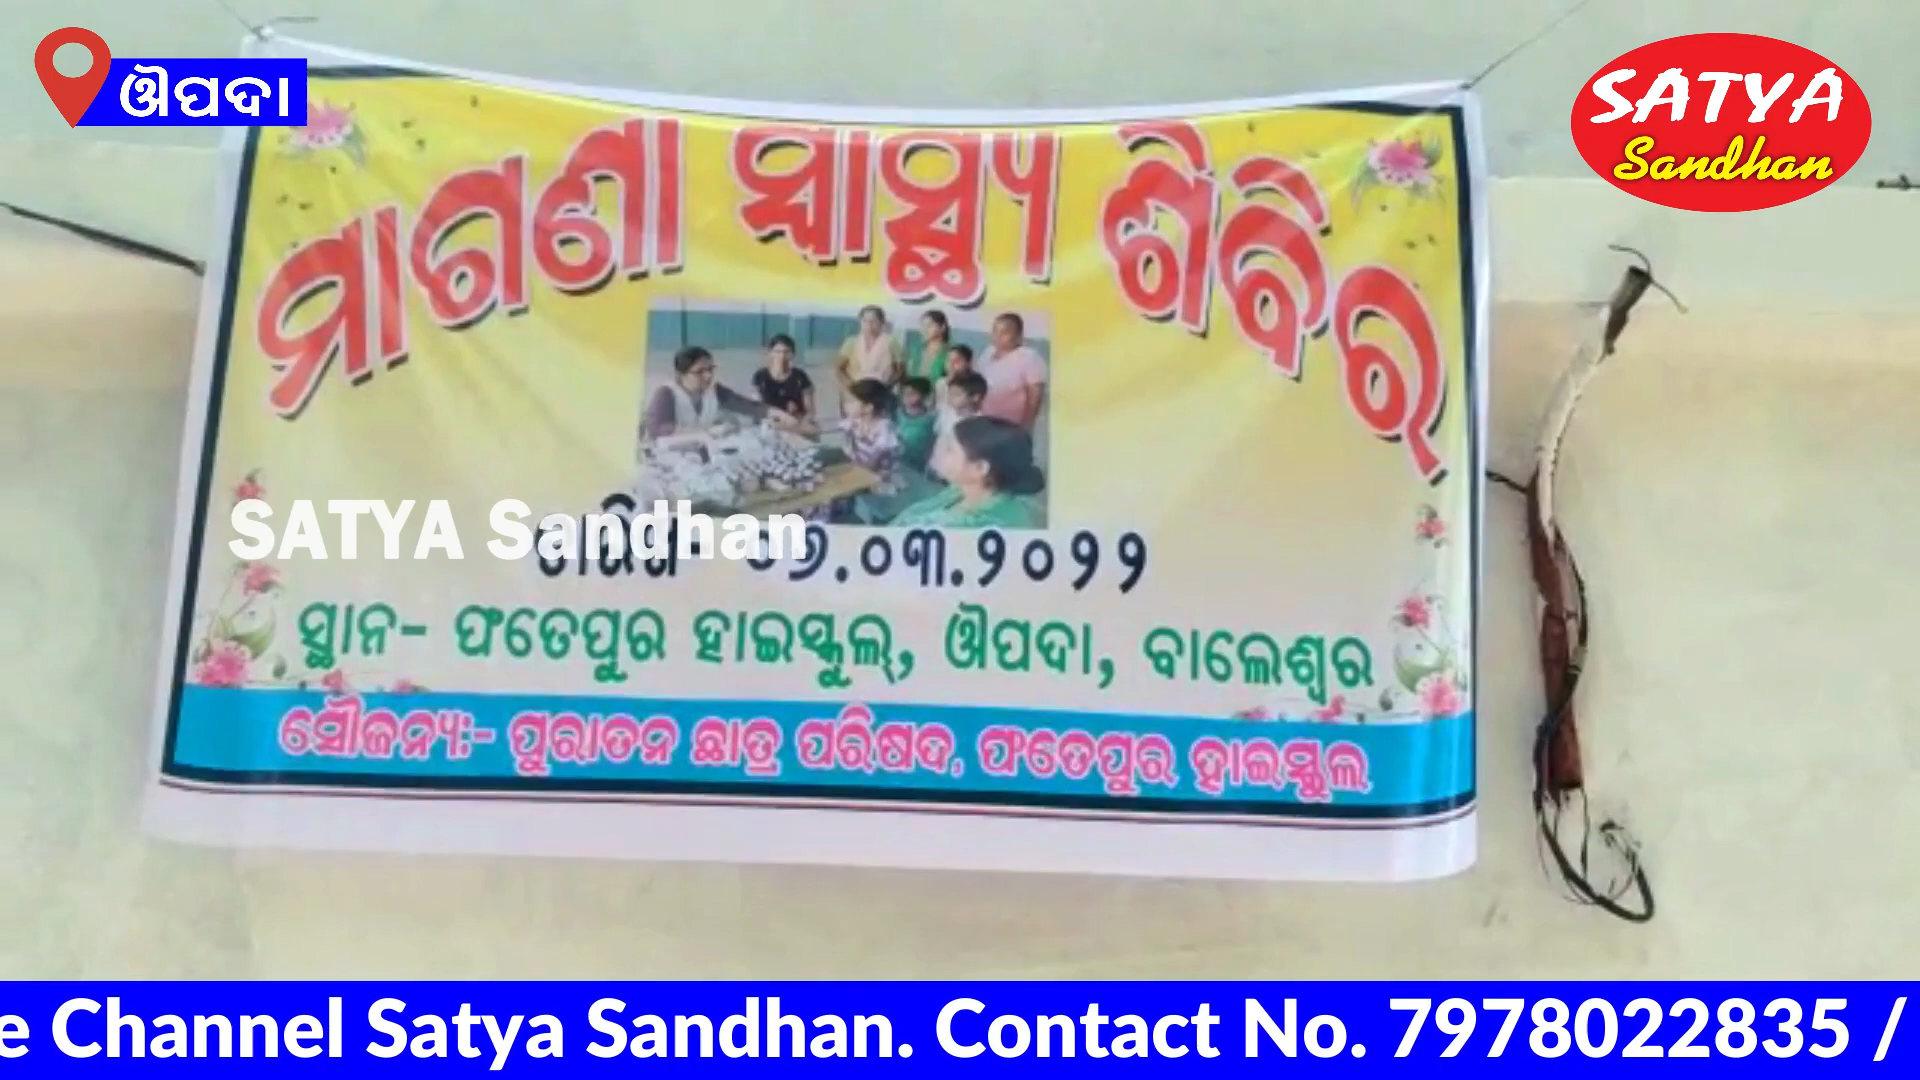 ଔପଦା
SATYA
Sandhan
ମାଗଣା ସ୍ୱାସ୍ଥ୍ୟ ଶିବିର
SATYA Sandhan
ତାରିଖ- ୦୬.୦୩.୨୦୨୨
ସ୍ଥାନ- ଫତେପୁର ହାଇସ୍କୁଲ୍, ଔପଦା, ବାଲେଶ୍ୱର
ସୌଜନ୍ୟଃ- ପୁରାତନ ଛାତ୍ର ପରିଷଦ, ଫତେପୁର ହାଇସ୍କୁଲ
e Channel Satya Sandhan. Contact No. 7978022835 /